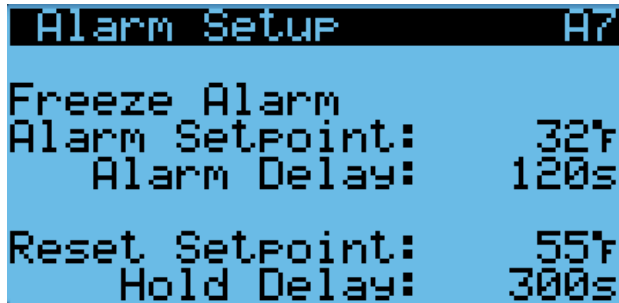 Alarm Setup A7
Freeze Alarm
Alarm Setpoint: 32°F
Alarm Delay: 120s
Reset Setpoint: 55°F
Hold Delay: 300s